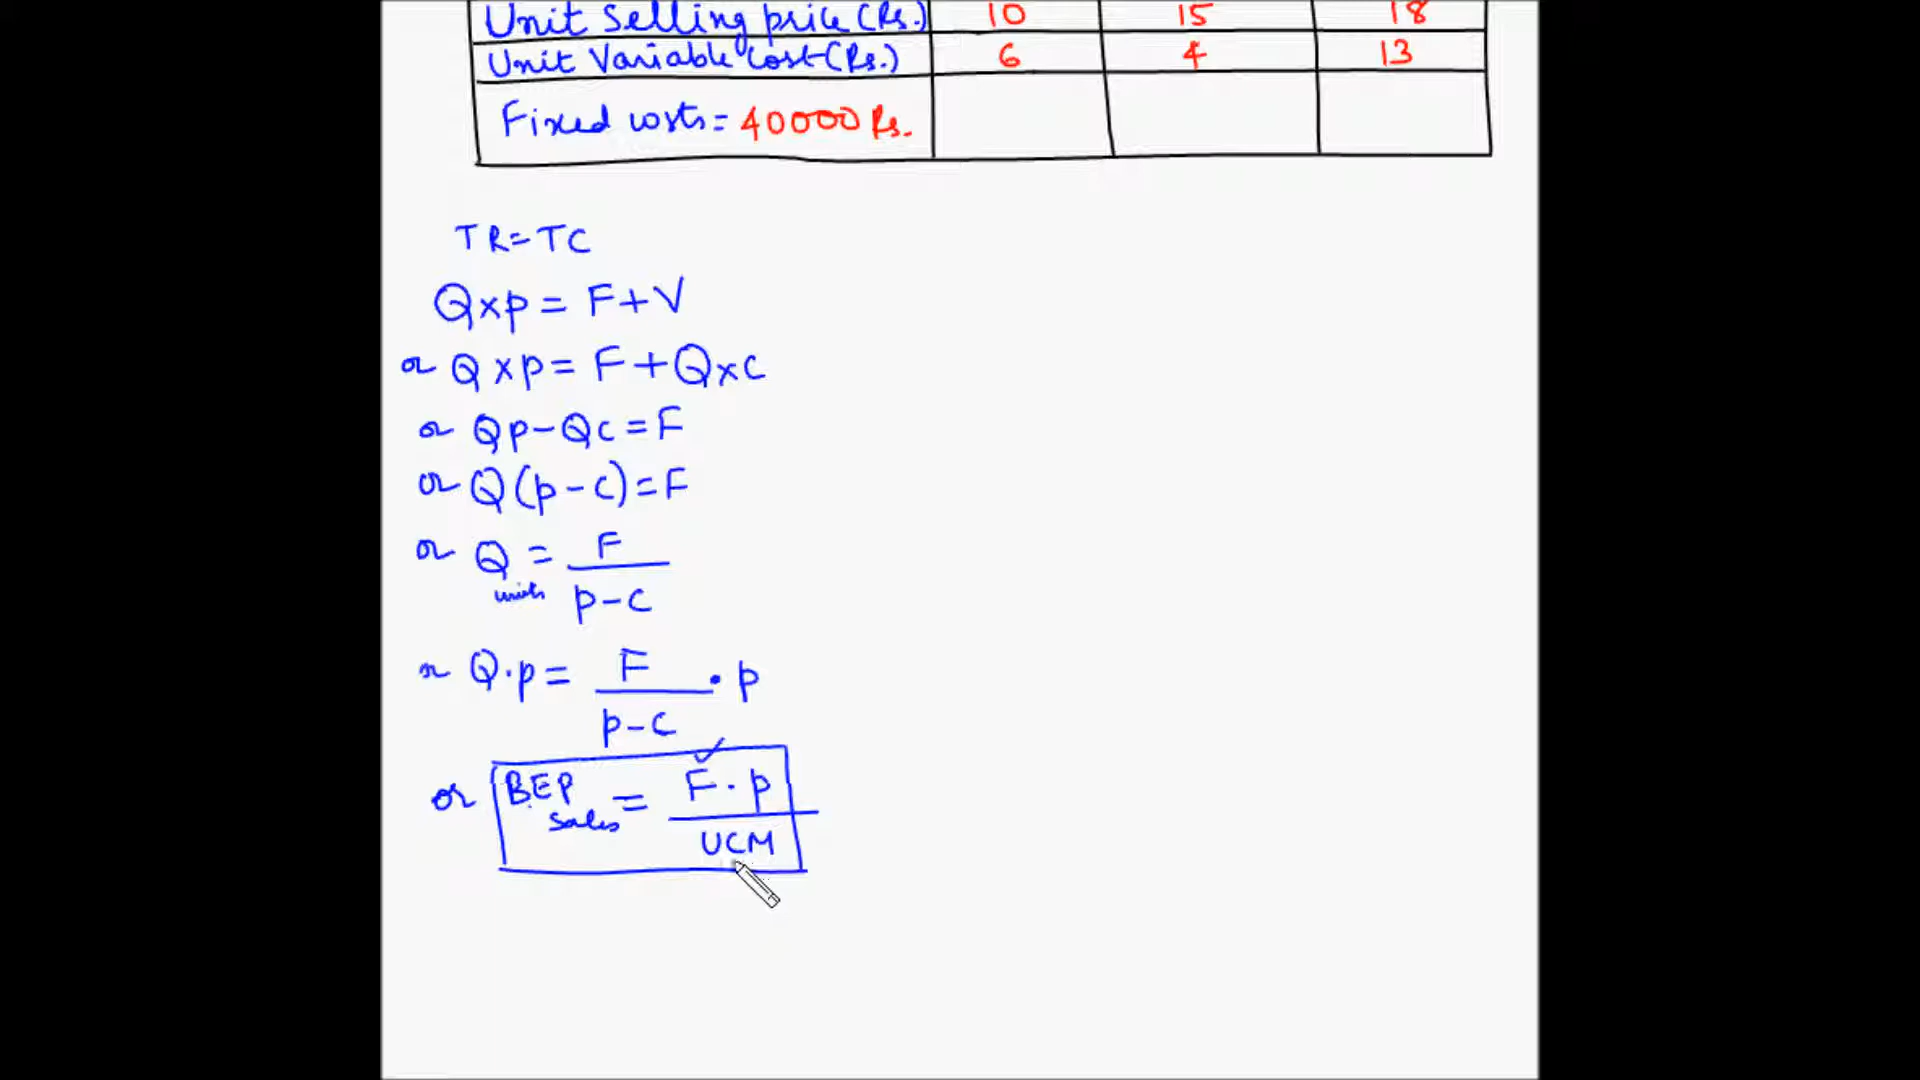 Unit Selling price (Rs.) 10 15 18
Unit Variable Cost (Rs.) 6 4 13
Fixed costs = 40000 Rs.
TR = TC
Q×p = F+V
or Q×p = F+Q×c
or Qp-Qc = F
or Q(p-c) = F
or Q units = F / p-c
or Q.p = F / p-c . p
or BEP Sales = F.p / UCM